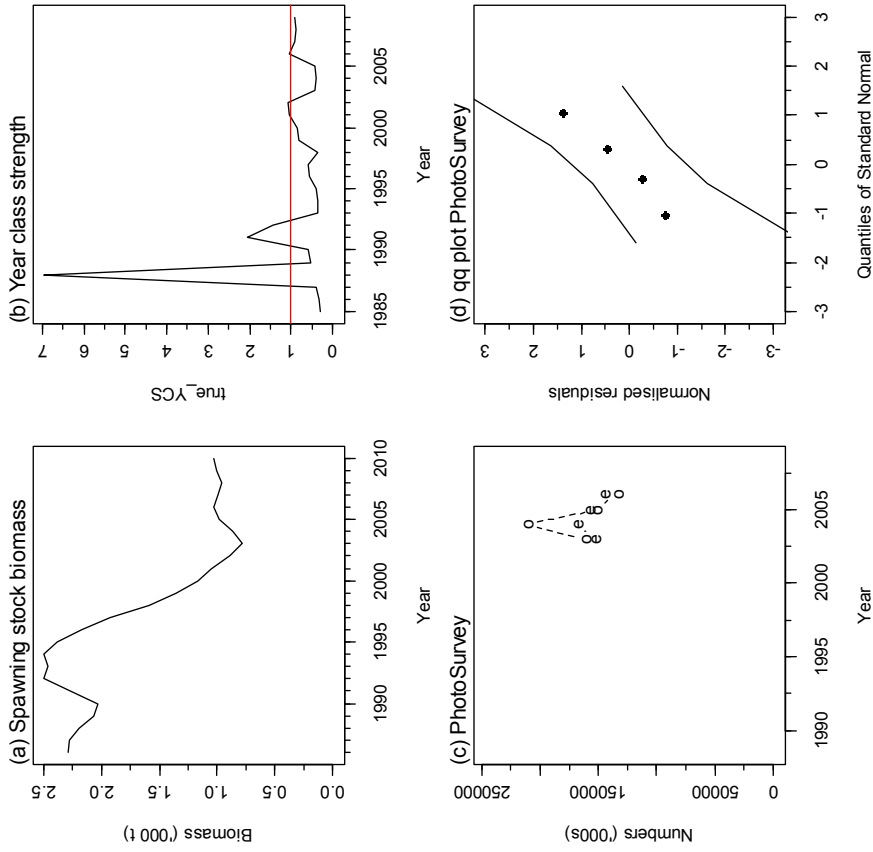 (a) Spawning stock biomass
Biomass ('000 t)
2.5
2.0
1.5
1.0
0.5
0.0
1990
1995
2000
2005
2010
Year
(b) Year class strength
true_YCS
7
6
5
4
3
2
1
0
1985
1990
1995
2000
2005
Year
(c) PhotoSurvey
Numbers ('000s)
250000
150000
50000
0
o
o
e
e
e
o
e
o
1990
1995
2000
2005
Year
(d) qq plot PhotoSurvey
Normalised residuals
3
2
1
0
-1
-2
-3
-3
-2
-1
0
1
2
3
Quantiles of Standard Normal